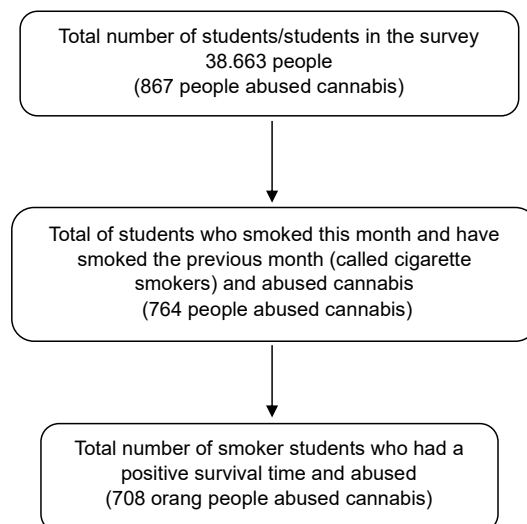 Total number of students/students in the survey
38.663 people
(867 people abused cannabis)
Total of students who smoked this month and have
smoked the previous month (called cigarette
smokers) and abused cannabis
(764 people abused cannabis)
Total number of smoker students who had a
positive survival time and abused
(708 orang people abused cannabis)